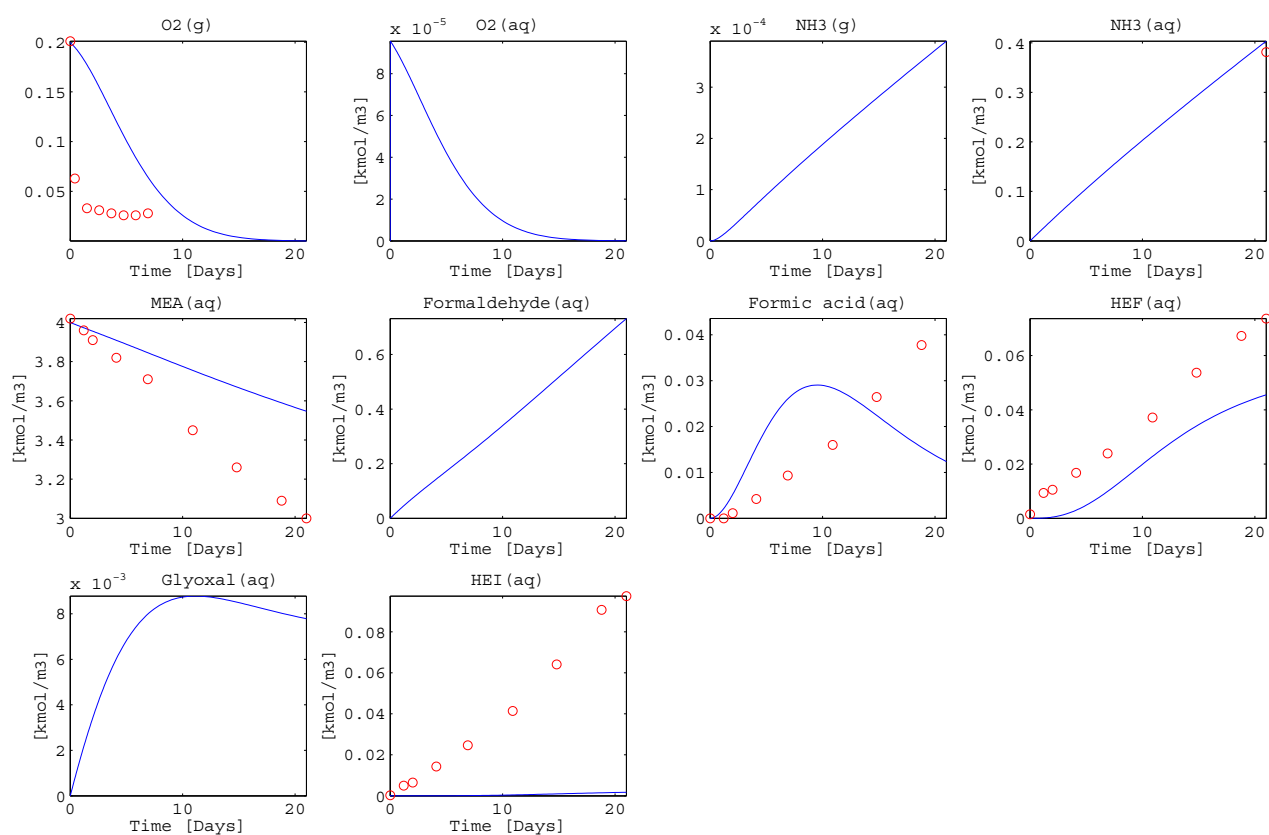 O2(g)
0.2
0.15
0.1
0.05
0 10 20
Time [Days]
O2(aq)
x 10^-5
[kmol/m3]
8
6
4
2
0
0 10 20
Time [Days]
NH3(g)
x 10^-4
[kmol/m3]
3
2
1
0
0 10 20
Time [Days]
NH3(aq)
[kmol/m3]
0.4
0.3
0.2
0.1
0
0 10 20
Time [Days]
MEA(aq)
[kmol/m3]
4
3.8
3.6
3.4
3.2
3
0 10 20
Time [Days]
Formaldehyde(aq)
[kmol/m3]
0.6
0.4
0.2
0
0 10 20
Time [Days]
Formic acid(aq)
[kmol/m3]
0.04
0.03
0.02
0.01
0
0 10 20
Time [Days]
HEF(aq)
[kmol/m3]
0.06
0.04
0.02
0
0 10 20
Time [Days]
Glyoxal(aq)
x 10^-3
[kmol/m3]
8
6
4
2
0
0 10 20
Time [Days]
HEI(aq)
[kmol/m3]
0.08
0.06
0.04
0.02
0
0 10 20
Time [Days]